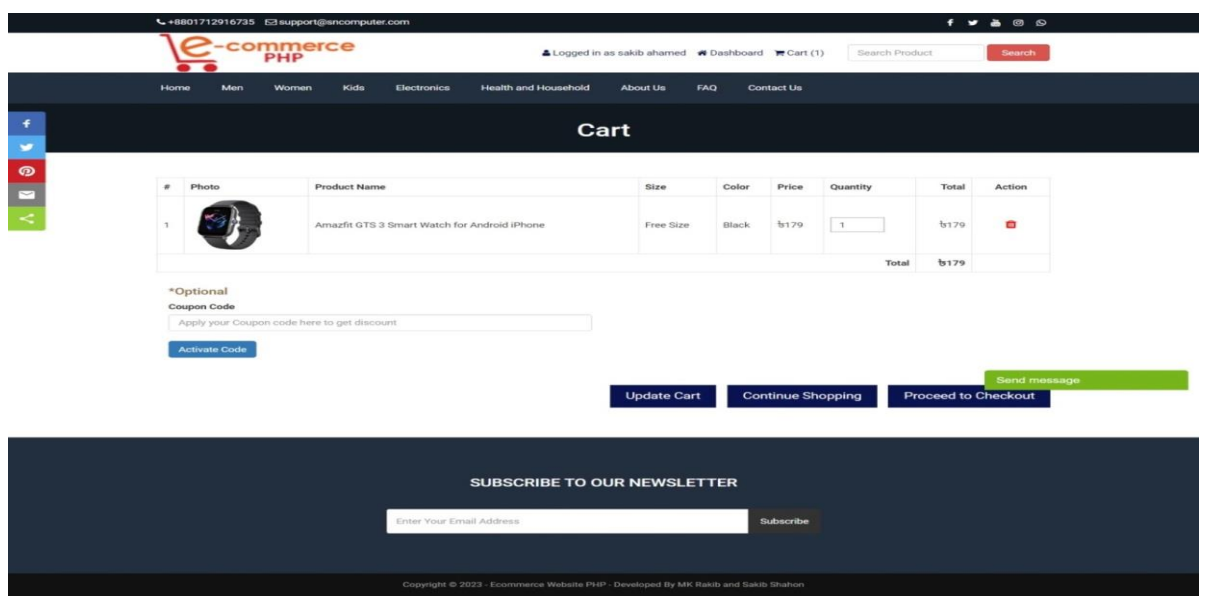 +8801712916735 support@sncomputer.com
e-commerce
PHP
Logged in as sakib ahamed Dashboard Cart (1) Search Product Search
Home Men Women Kids Electronics Health and Household About Us FAQ Contact Us
Cart
# Photo Product Name Size Color Price Quantity Total Action
1 Amazfit GTS 3 Smart Watch for Android iPhone Free Size Black ৳179 1 ৳179
Total ৳179
*Optional
Coupon Code
Apply your Coupon code here to get discount
Activate Code
Send message
Update Cart Continue Shopping Proceed to Checkout
SUBSCRIBE TO OUR NEWSLETTER
Enter Your Email Address Subscribe
Copyright © 2023 - Ecommerce Website PHP - Developed By MK Rakib and Sakib Shahon